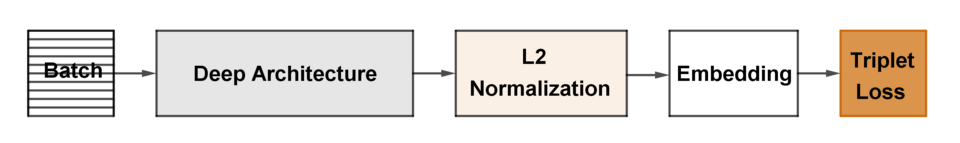 Batch
Deep Architecture
L2
Normalization
Embedding
Triplet
Loss